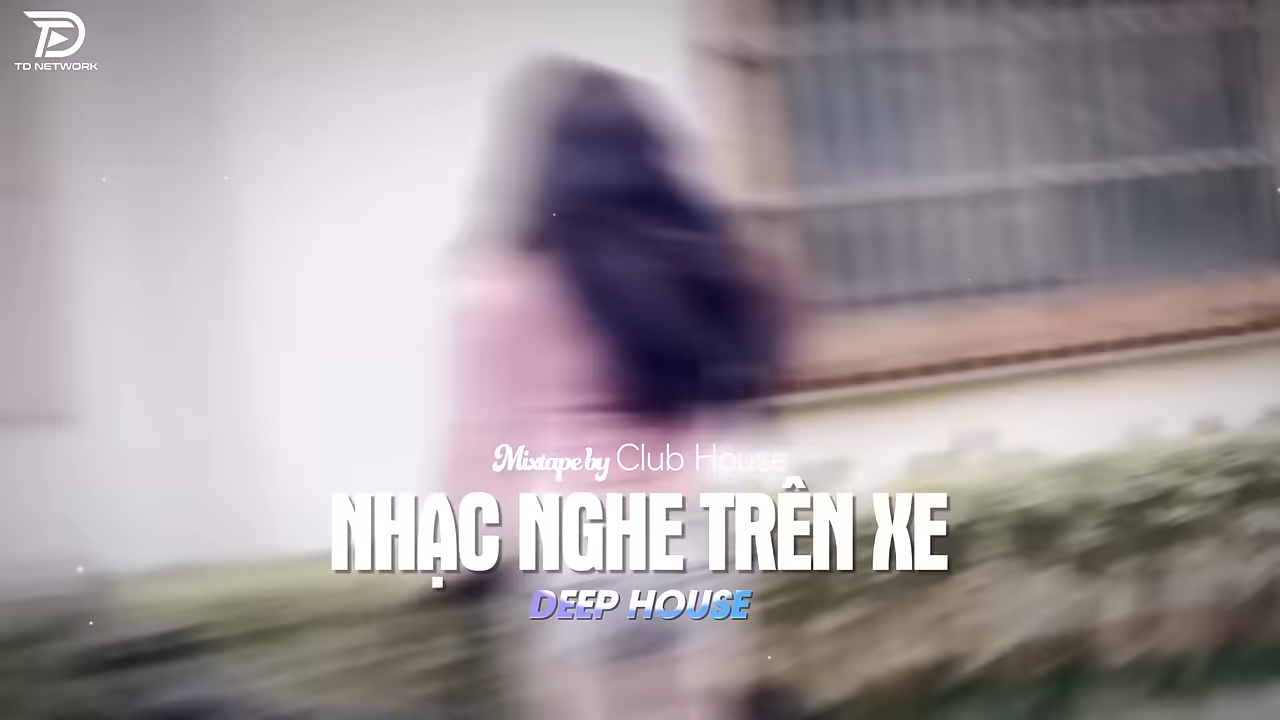 TD NETWORK
Mixtape by Club House
NHẠC NGHE TRÊN XE
DEEP HOUSE